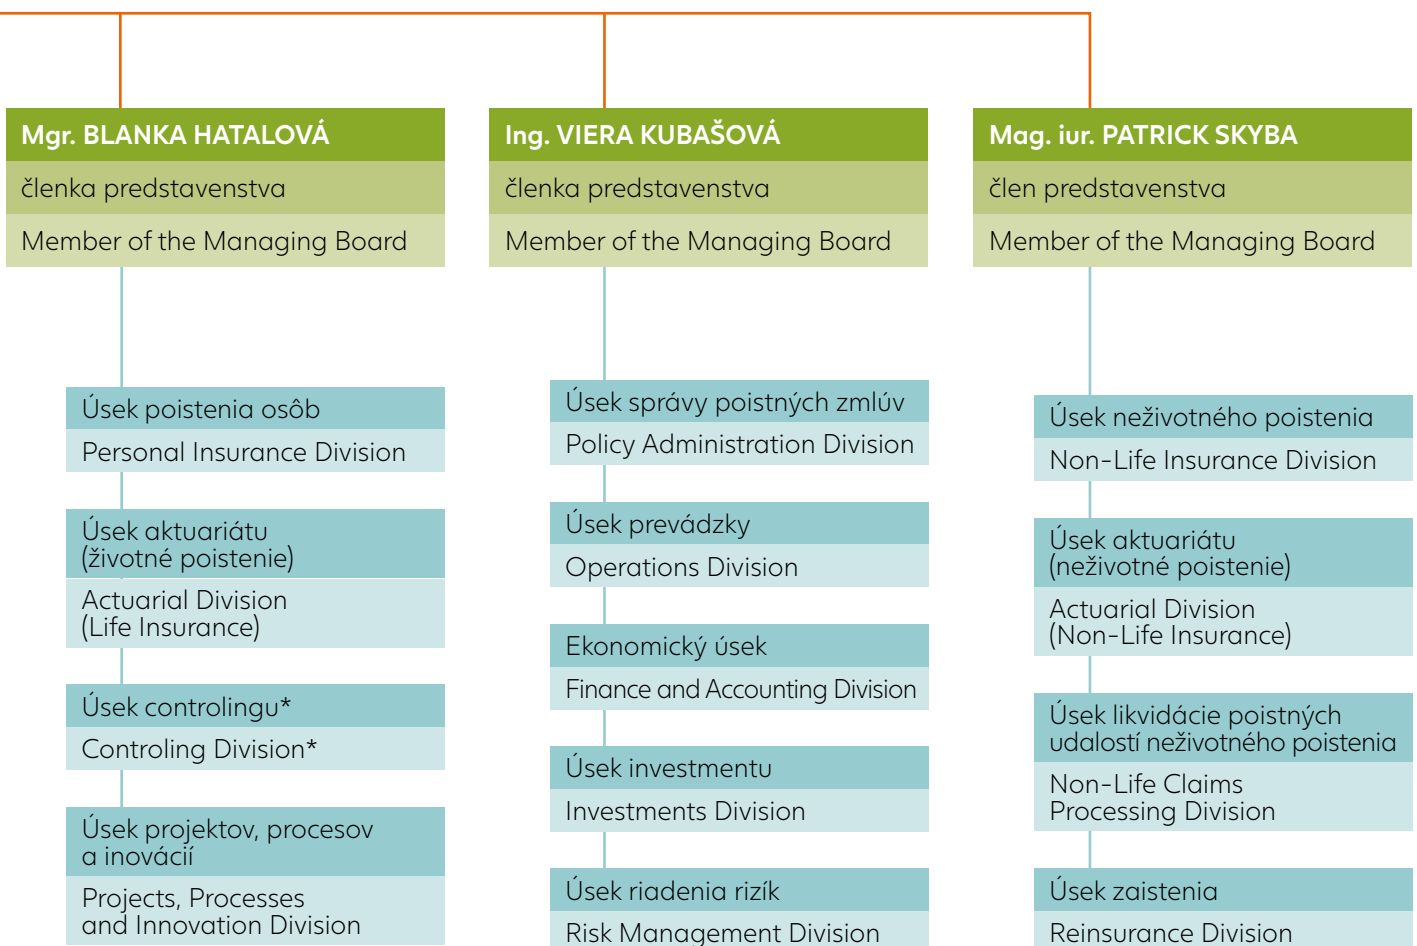 Mgr. BLANKA HATALOVÁ
členka predstavenstva
Member of the Managing Board
Úsek poistenia osôb
Personal Insurance Division
Úsek aktuariátu
(životné poistenie)
Actuarial Division
(Life Insurance)
Úsek controlingu*
Controling Division*
Úsek projektov, procesov
a inovácií
Projects, Processes
and Innovation Division
Ing. VIERA KUBAŠOVÁ
členka predstavenstva
Member of the Managing Board
Úsek správy poistných zmlúv
Policy Administration Division
Úsek prevádzky
Operations Division
Ekonomický úsek
Finance and Accounting Division
Úsek investmentu
Investments Division
Úsek riadenia rizík
Risk Management Division
Mag. iur. PATRICK SKYBA
člen predstavenstva
Member of the Managing Board
Úsek neživotného poistenia
Non-Life Insurance Division
Úsek aktuariátu
(neživotné poistenie)
Actuarial Division
(Non-Life Insurance)
Úsek likvidácie poistných
udalostí neživotného poistenia
Non-Life Claims
Processing Division
Úsek zaistenia
Reinsurance Division